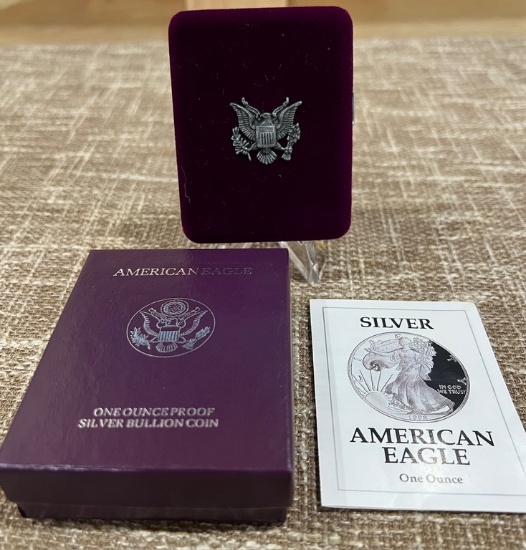 AMERICAN EAGLE
ONE OUNCE PROOF
SILVER BULLION COIN
SILVER
IN GOD
WE TRUST
AMERICAN
EAGLE
One Ounce